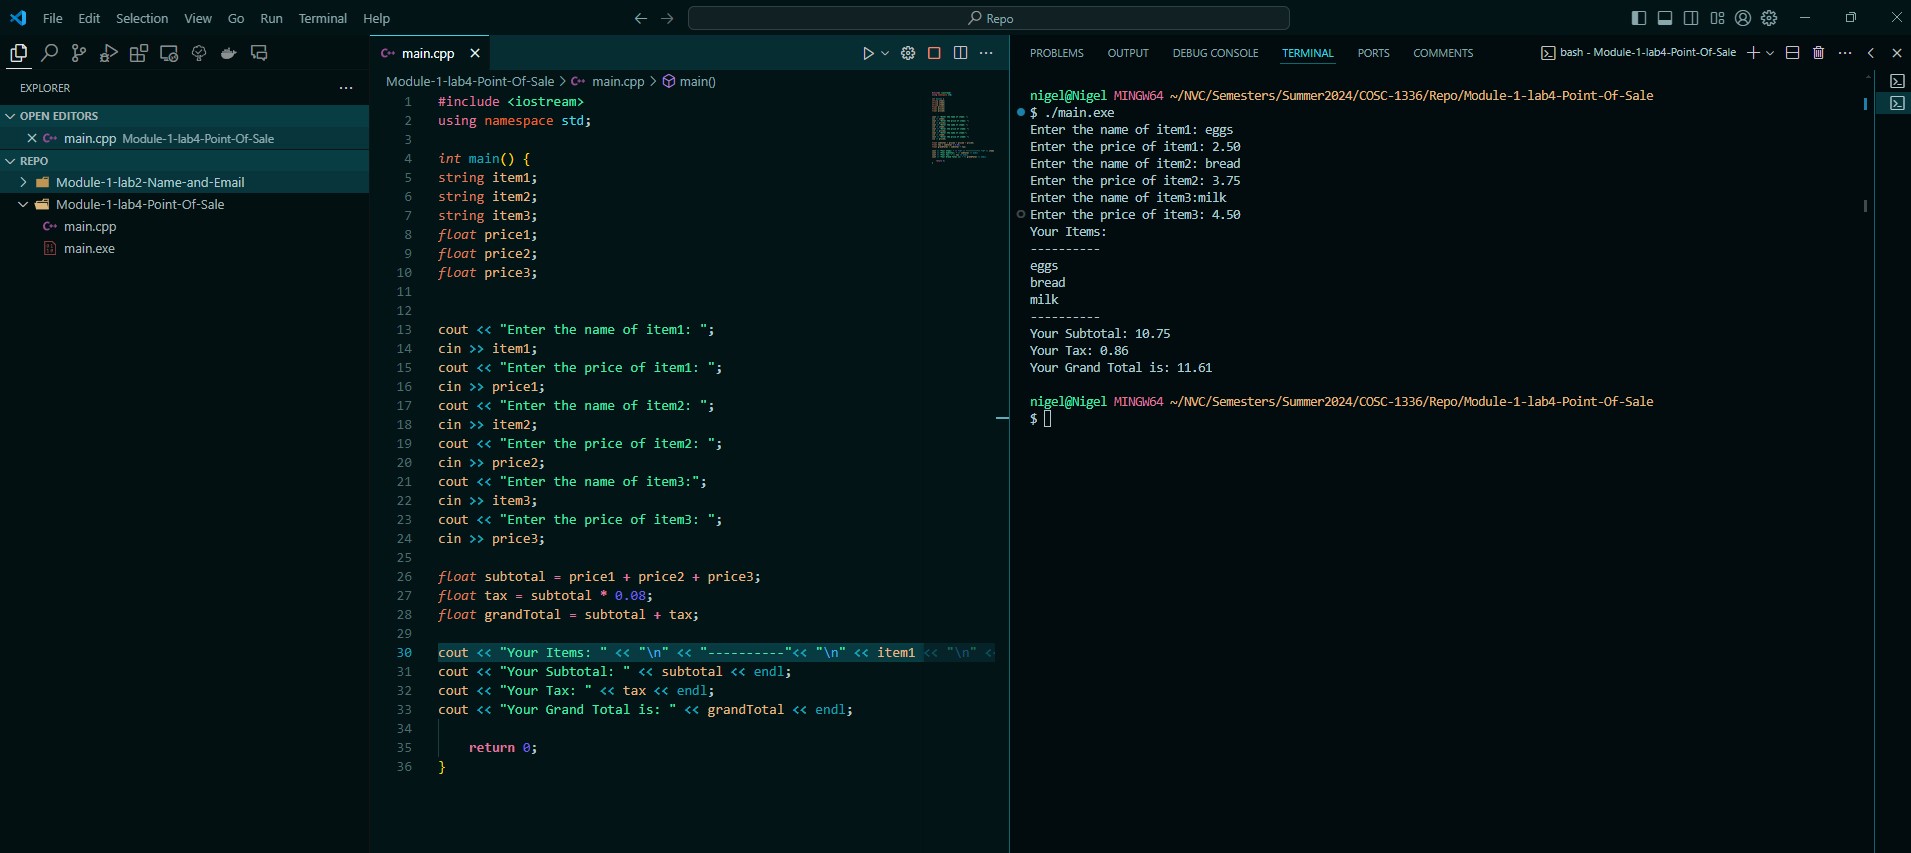 File Edit Selection View Go Run Terminal Help
Repo
EXPLORER
OPEN EDITORS
main.cpp Module-1-lab4-Point-Of-Sale
REPO
Module-1-lab2-Name-and-Email
Module-1-lab4-Point-Of-Sale
main.cpp
main.exe
main.cpp
Module-1-lab4-Point-Of-Sale > main.cpp > main()
1 #include <iostream>
2 using namespace std;
3
4 int main() {
5 string item1;
6 string item2;
7 string item3;
8 float price1;
9 float price2;
10 float price3;
11
12
13 cout << "Enter the name of item1: ";
14 cin >> item1;
15 cout << "Enter the price of item1: ";
16 cin >> price1;
17 cout << "Enter the name of item2: ";
18 cin >> item2;
19 cout << "Enter the price of item2: ";
20 cin >> price2;
21 cout << "Enter the name of item3:";
22 cin >> item3;
23 cout << "Enter the price of item3: ";
24 cin >> price3;
25
26 float subtotal = price1 + price2 + price3;
27 float tax = subtotal * 0.08;
28 float grandTotal = subtotal + tax;
29
30 cout << "Your Items: " << "\n" << "----------"<< "\n" << item1 << "\n" <
31 cout << "Your Subtotal: " << subtotal << endl;
32 cout << "Your Tax: " << tax << endl;
33 cout << "Your Grand Total is: " << grandTotal << endl;
34
35 return 0;
36 }
PROBLEMS OUTPUT DEBUG CONSOLE TERMINAL PORTS COMMENTS
bash - Module-1-lab4-Point-Of-Sale
nigel@Nigel MINGW64 ~/NVC/Semesters/Summer2024/COSC-1336/Repo/Module-1-lab4-Point-Of-Sale
$ ./main.exe
Enter the name of item1: eggs
Enter the price of item1: 2.50
Enter the name of item2: bread
Enter the price of item2: 3.75
Enter the name of item3:milk
Enter the price of item3: 4.50
Your Items:
----------
eggs
bread
milk
----------
Your Subtotal: 10.75
Your Tax: 0.86
Your Grand Total is: 11.61
nigel@Nigel MINGW64 ~/NVC/Semesters/Summer2024/COSC-1336/Repo/Module-1-lab4-Point-Of-Sale
$